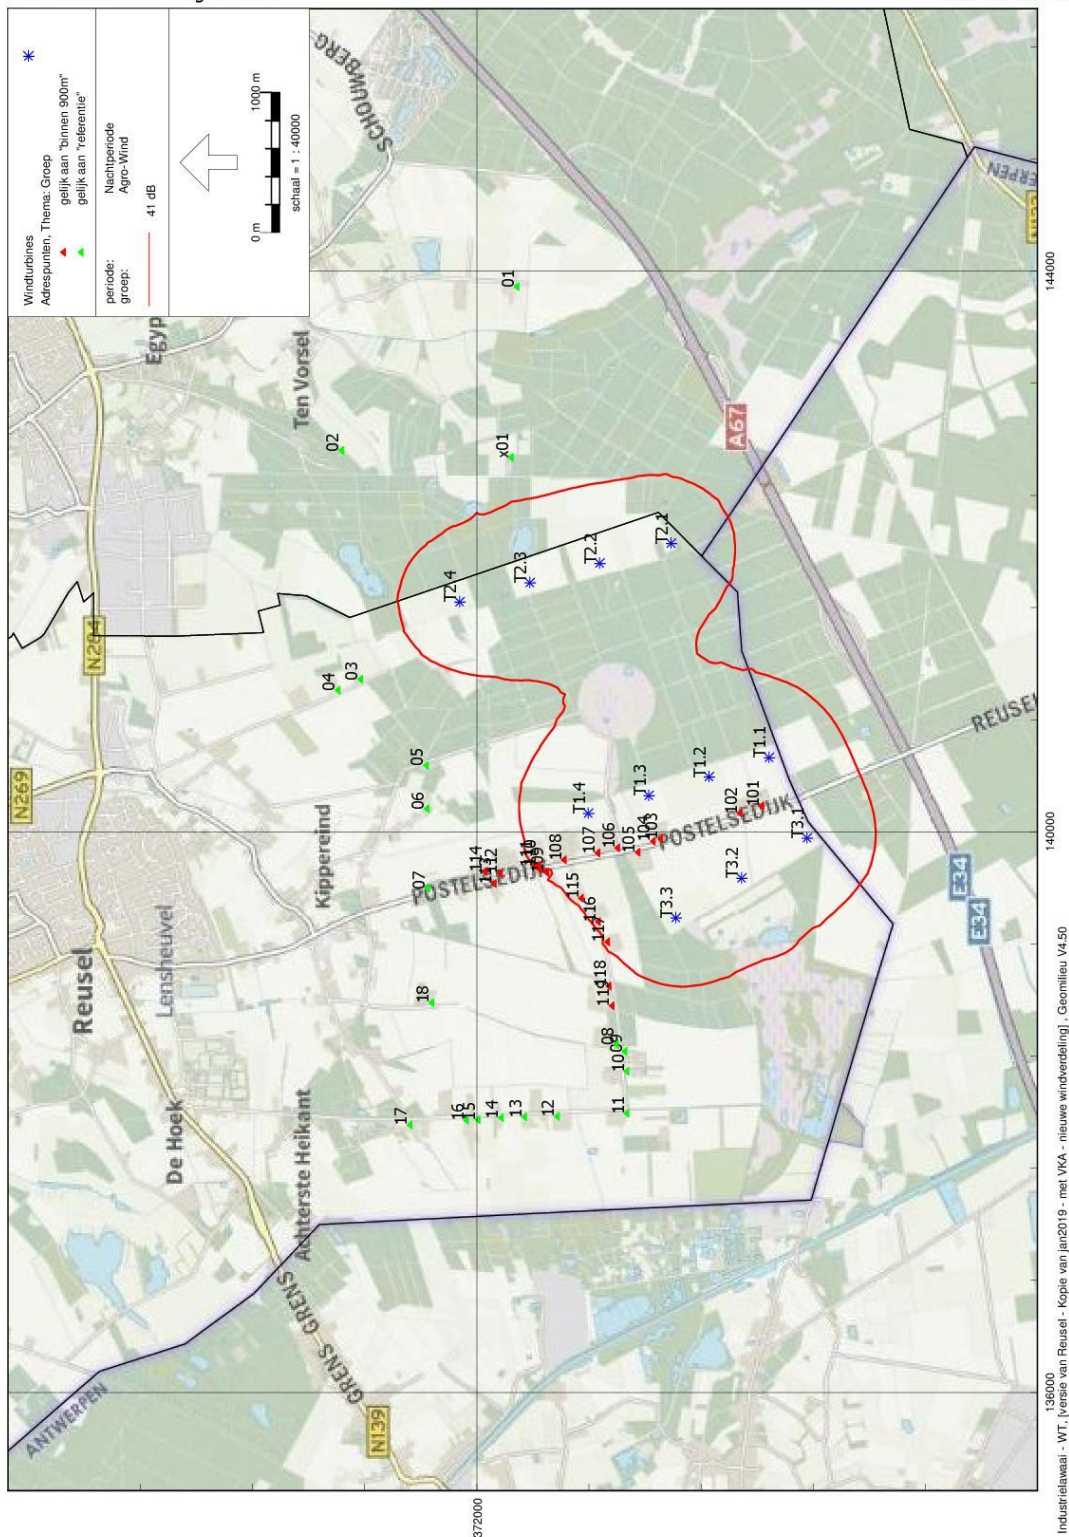 Windturbines
Adrespunten, Thema: Groep
gelijk aan "binnen 900m"
gelijk aan "referentie"
periode: Nachtperiode
groep: Agro-Wind
41 dB
0 m 1000 m
schaal = 1 : 40000
SCHOUWBERG
Egyp
Ten Vorsel
Reusel
Lensheuvel
Kippereind
De Hoek
Achterste Heikant
GRENS GRENS
ANTWERPEN
N139
N269
N284
A67
E34
E34
ERPEN
REUSEL
POSTELSEDIJK
POSTELSEDIJK
01
x01
02
03
04
05
06
07
18
17
16
15
14
13
12
11
10
09
08
119
118
117
116
115
114
112
108
107
106
105
104
103
102
101
T2.4
T2.3
T2.2
T2.1
T1.4
T1.3
T1.2
T1.1
T3.3
T3.2
T3.1
136000
140000
144000
372000
Industrielawaai - WT, [versie van Reusel - Kopie van jan2019 - met VKA - nieuwe windverdeling] , Geomilieu V4.50